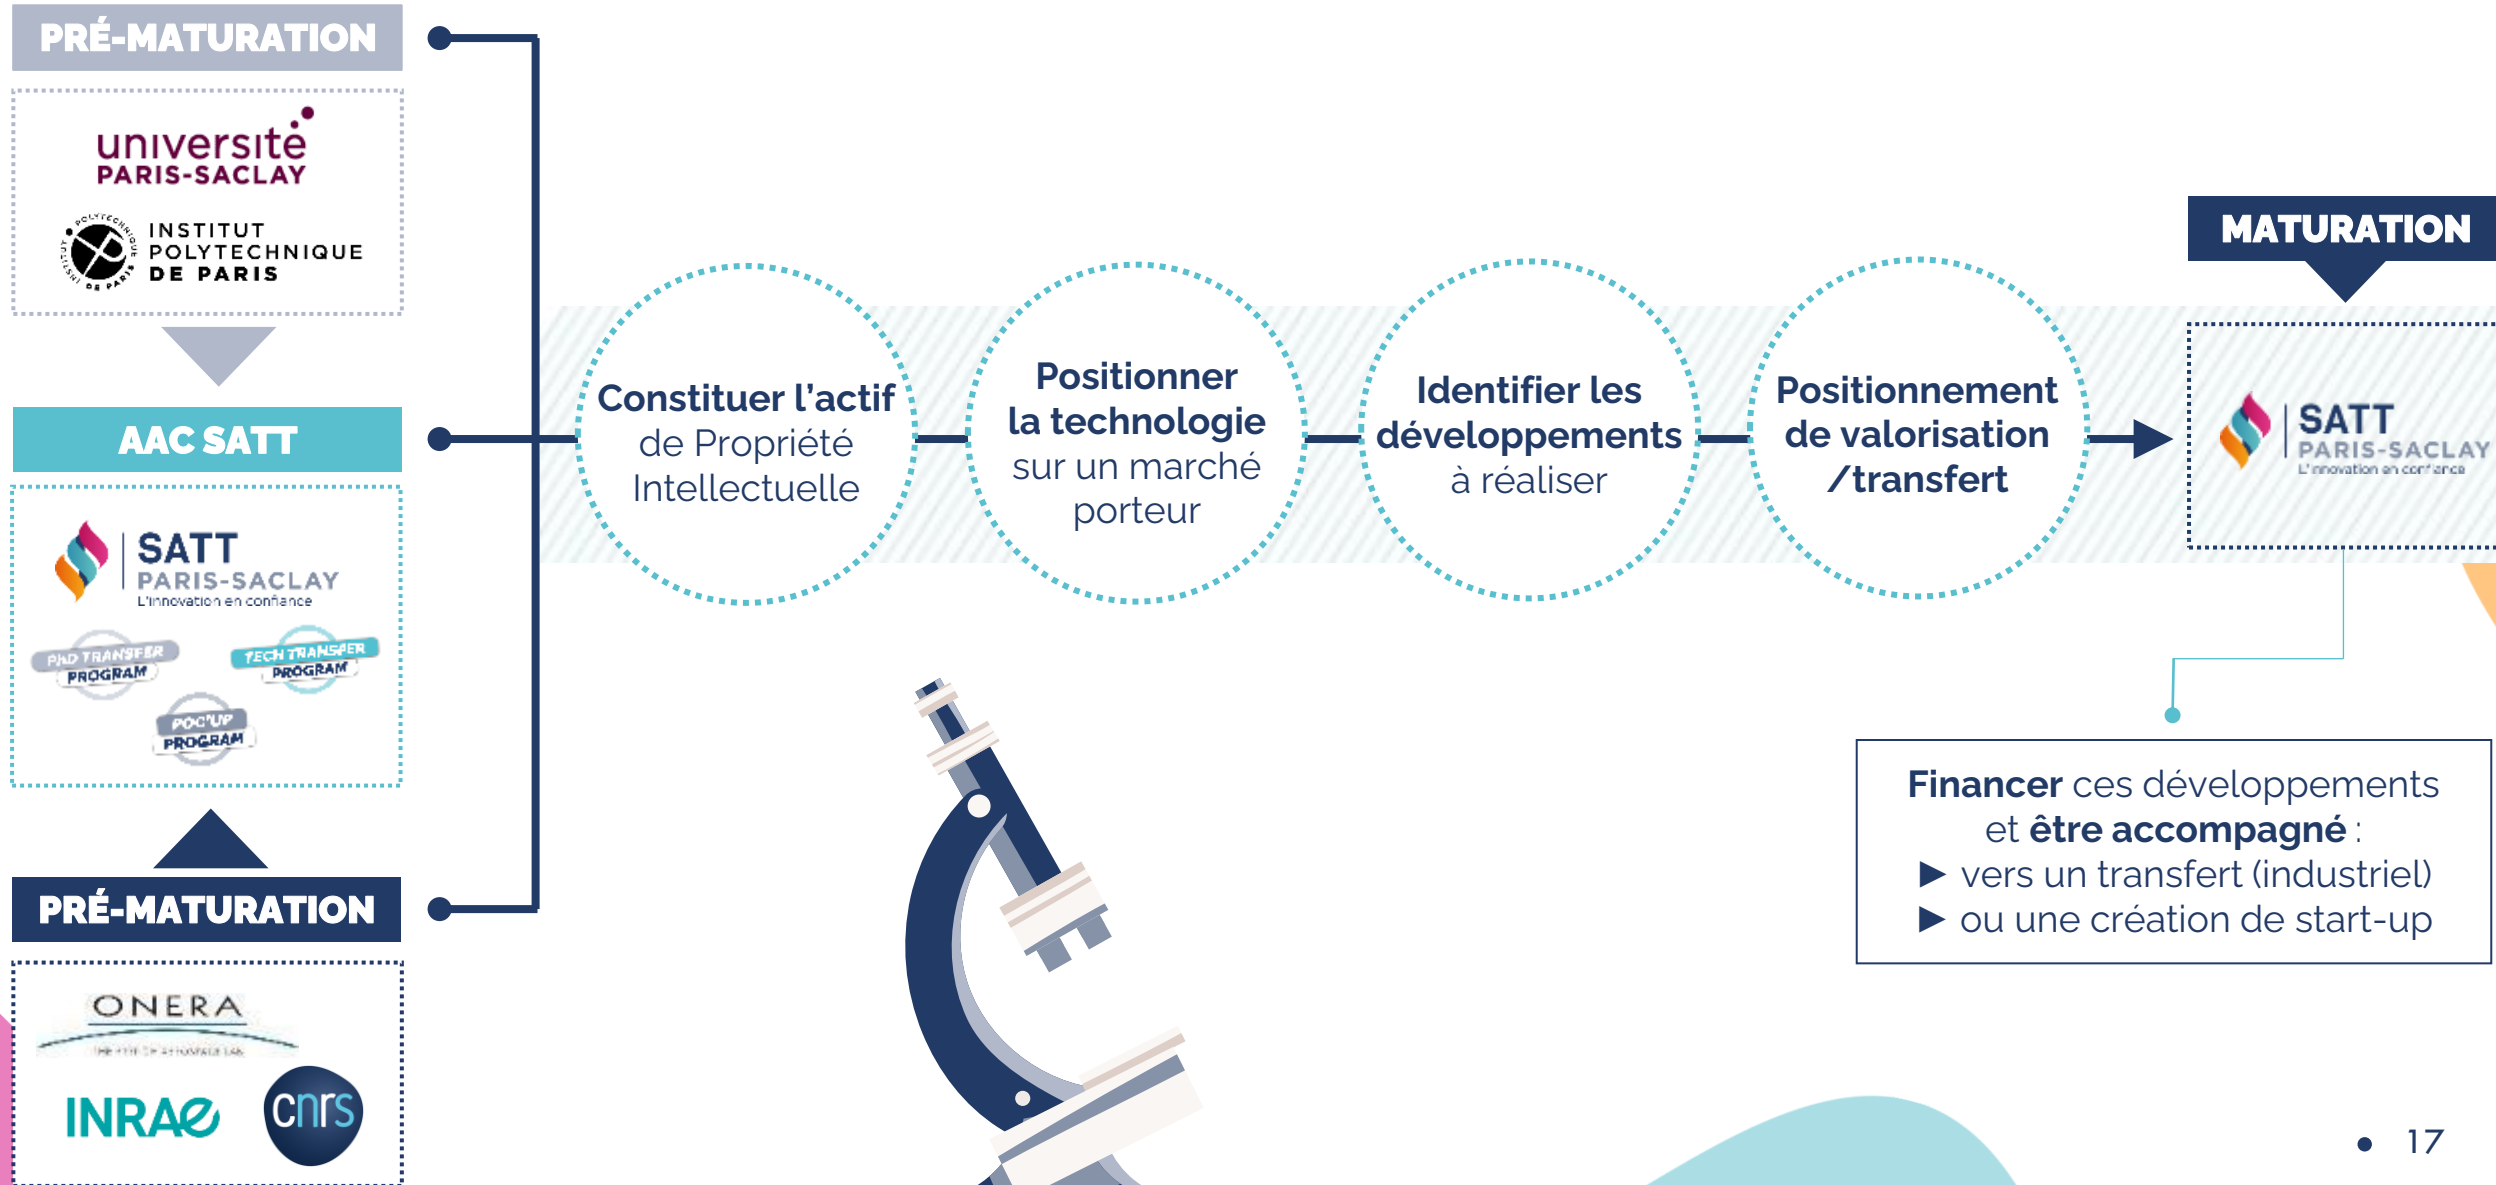 PRÉ-MATURATION
université
PARIS-SACLAY
INSTITUT
POLYTECHNIQUE
DE PARIS
AAC SATT
SATT
PARIS-SACLAY
L'innovation en confiance
PhD TRANSFER
PROGRAM
TECH TRANSFER
PROGRAM
POC'UP
PROGRAM
PRÉ-MATURATION
ONERA
INRAe
cnrs
Constituer l'actif
de Propriété
Intellectuelle
Positionner
la technologie
sur un marché
porteur
Identifier les
développements
à réaliser
Positionnement
de valorisation
/transfert
MATURATION
SATT
PARIS-SACLAY
L'innovation en confiance
Financer ces développements
et être accompagné :
► vers un transfert (industriel)
► ou une création de start-up
• 17